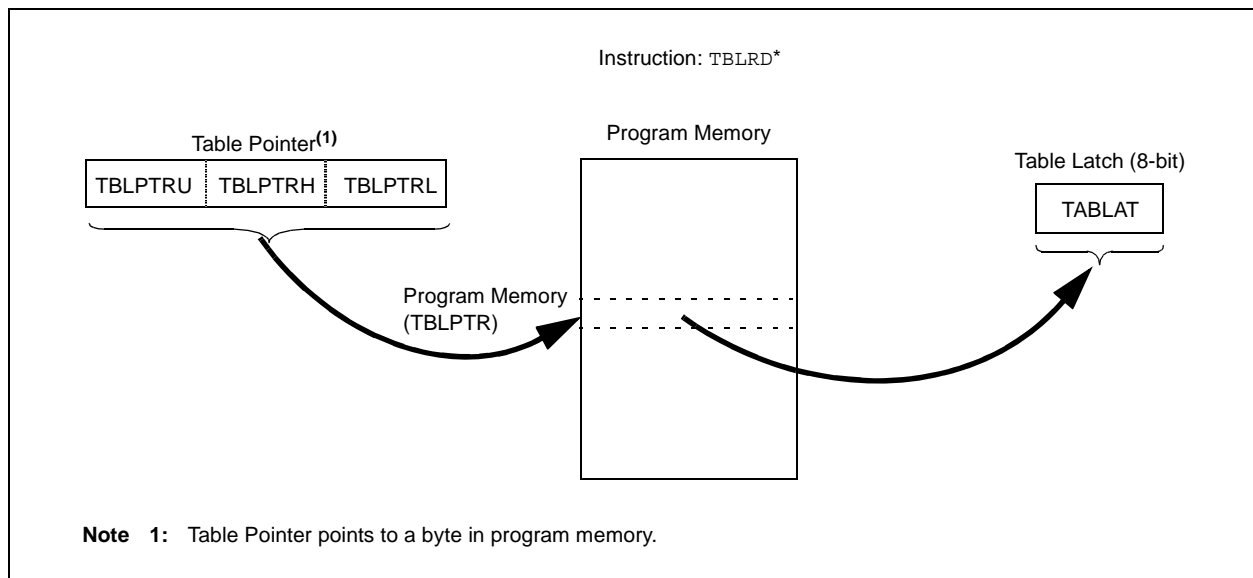 Instruction: TBLRD*
Table Pointer(1)
Program Memory
Table Latch (8-bit)
TBLPTRU TBLPTRH TBLPTRL
TABLAT
Program Memory
(TBLPTR)
Note 1: Table Pointer points to a byte in program memory.